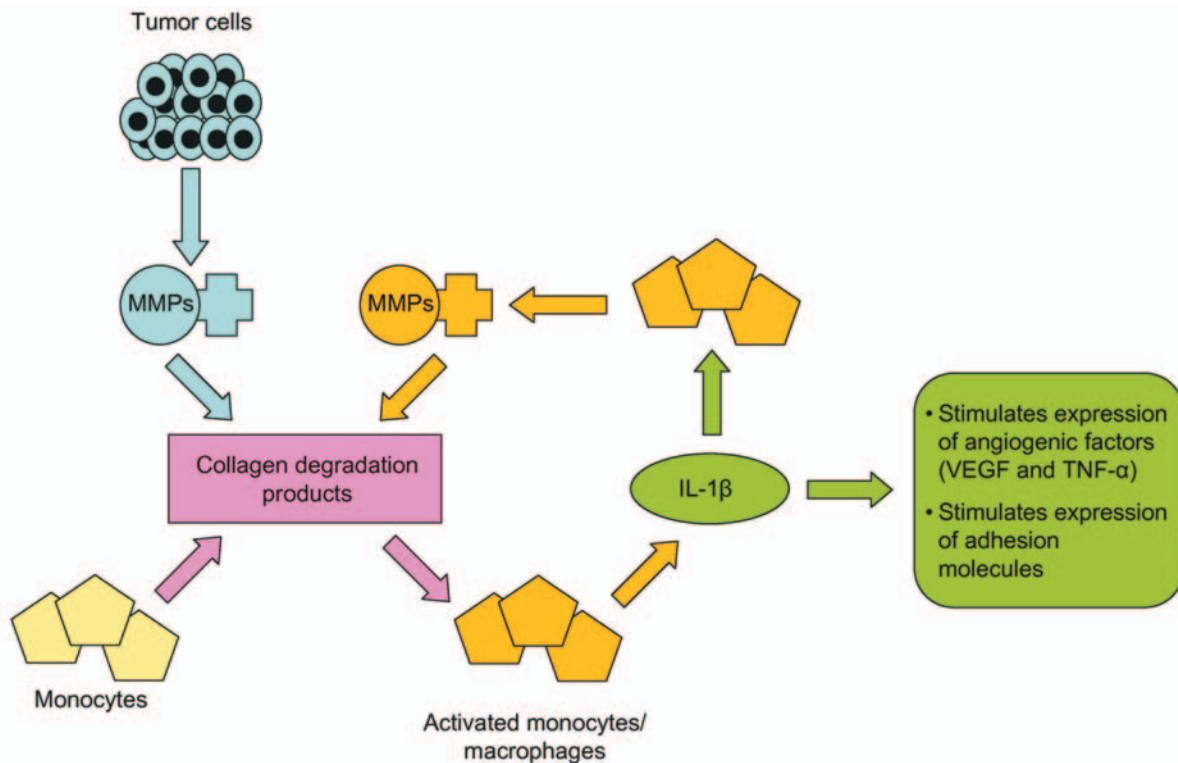 Tumor cells
MMPs
MMPs
Collagen degradation
products
IL-1β
• Stimulates expression
of angiogenic factors
(VEGF and TNF-α)
• Stimulates expression
of adhesion
molecules
Monocytes
Activated monocytes/
macrophages